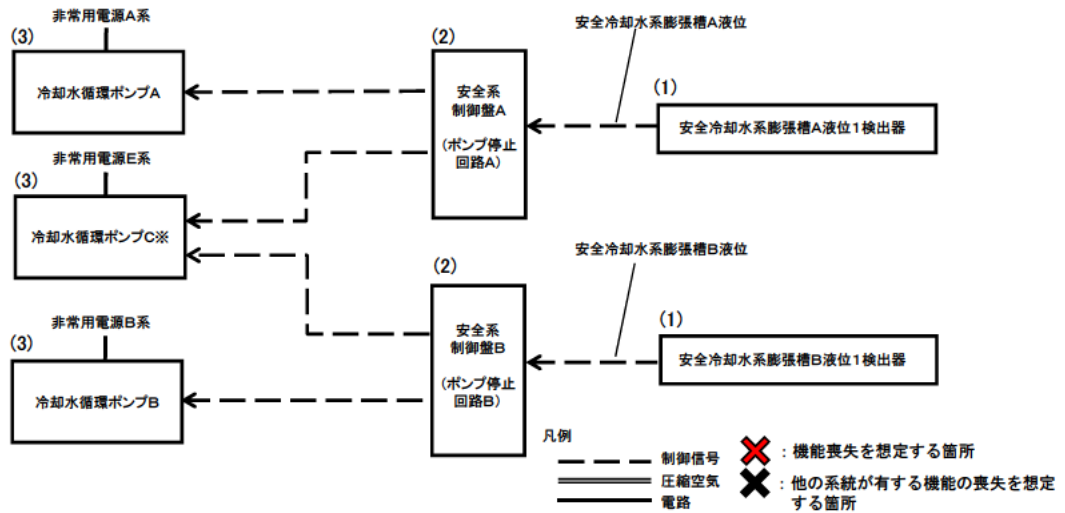 非常用電源A系
(3)
冷却水循環ポンプA
非常用電源E系
(3)
冷却水循環ポンプC※
非常用電源B系
(3)
冷却水循環ポンプB
(2)
安全系
制御盤A
(ポンプ停止
回路A)
(2)
安全系
制御盤B
(ポンプ停止
回路B)
安全冷却水系膨張槽A液位
(1)
安全冷却水系膨張槽A液位1検出器
安全冷却水系膨張槽B液位
(1)
安全冷却水系膨張槽B液位1検出器
凡例
制御信号
圧縮空気
電路
:機能喪失を想定する箇所
:他の系統が有する機能の喪失を想定
する箇所